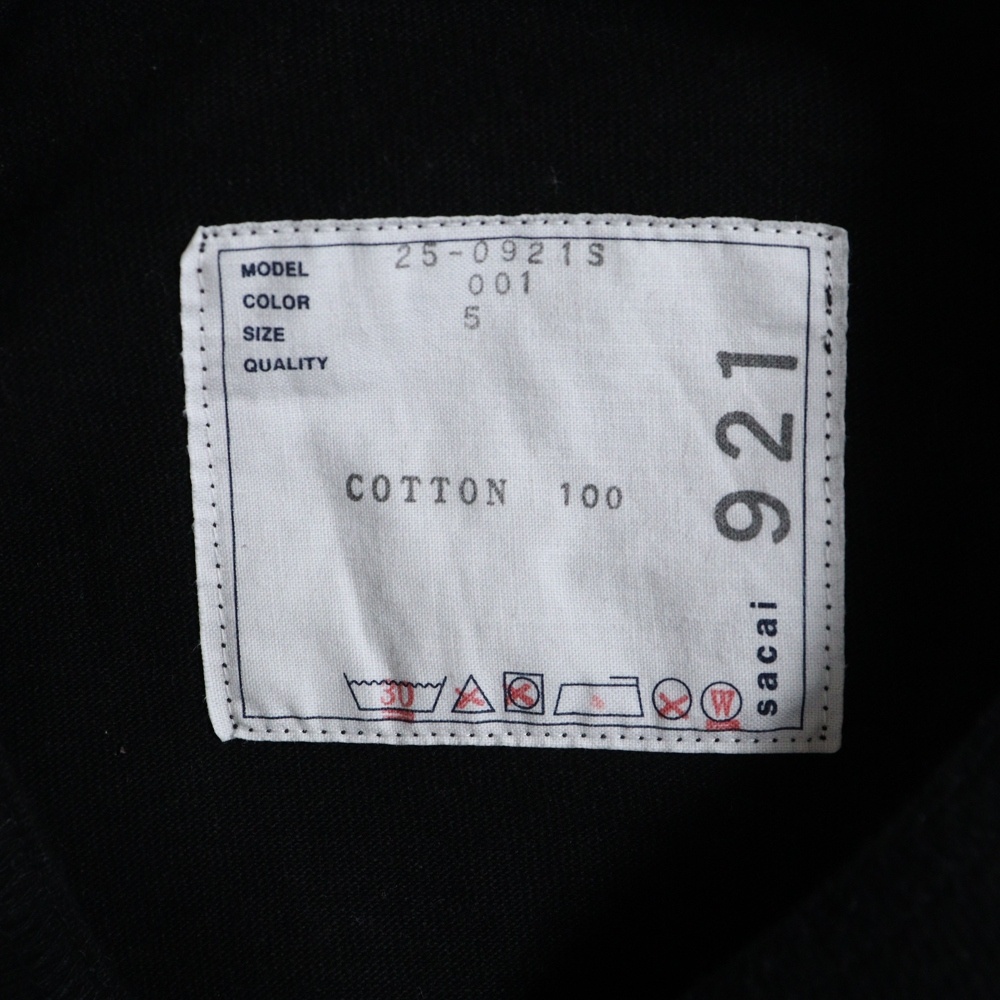 MODEL 25-0921S
COLOR 001
SIZE 5
QUALITY
COTTON 100
30
W
sacai 921